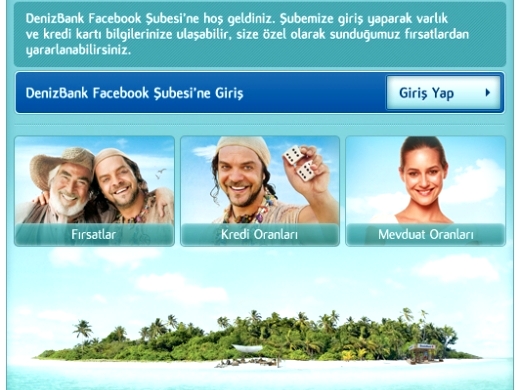 DenizBank Facebook Şubesi'ne hoş geldiniz. Şubemize giriş yaparak varlık
ve kredi kartı bilgilerinize ulaşabilir, size özel olarak sunduğumuz fırsatlardan
yararlanabilirsiniz.
DenizBank Facebook Şubesi'ne Giriş Giriş Yap
Fırsatlar Kredi Oranları Mevduat Oranları